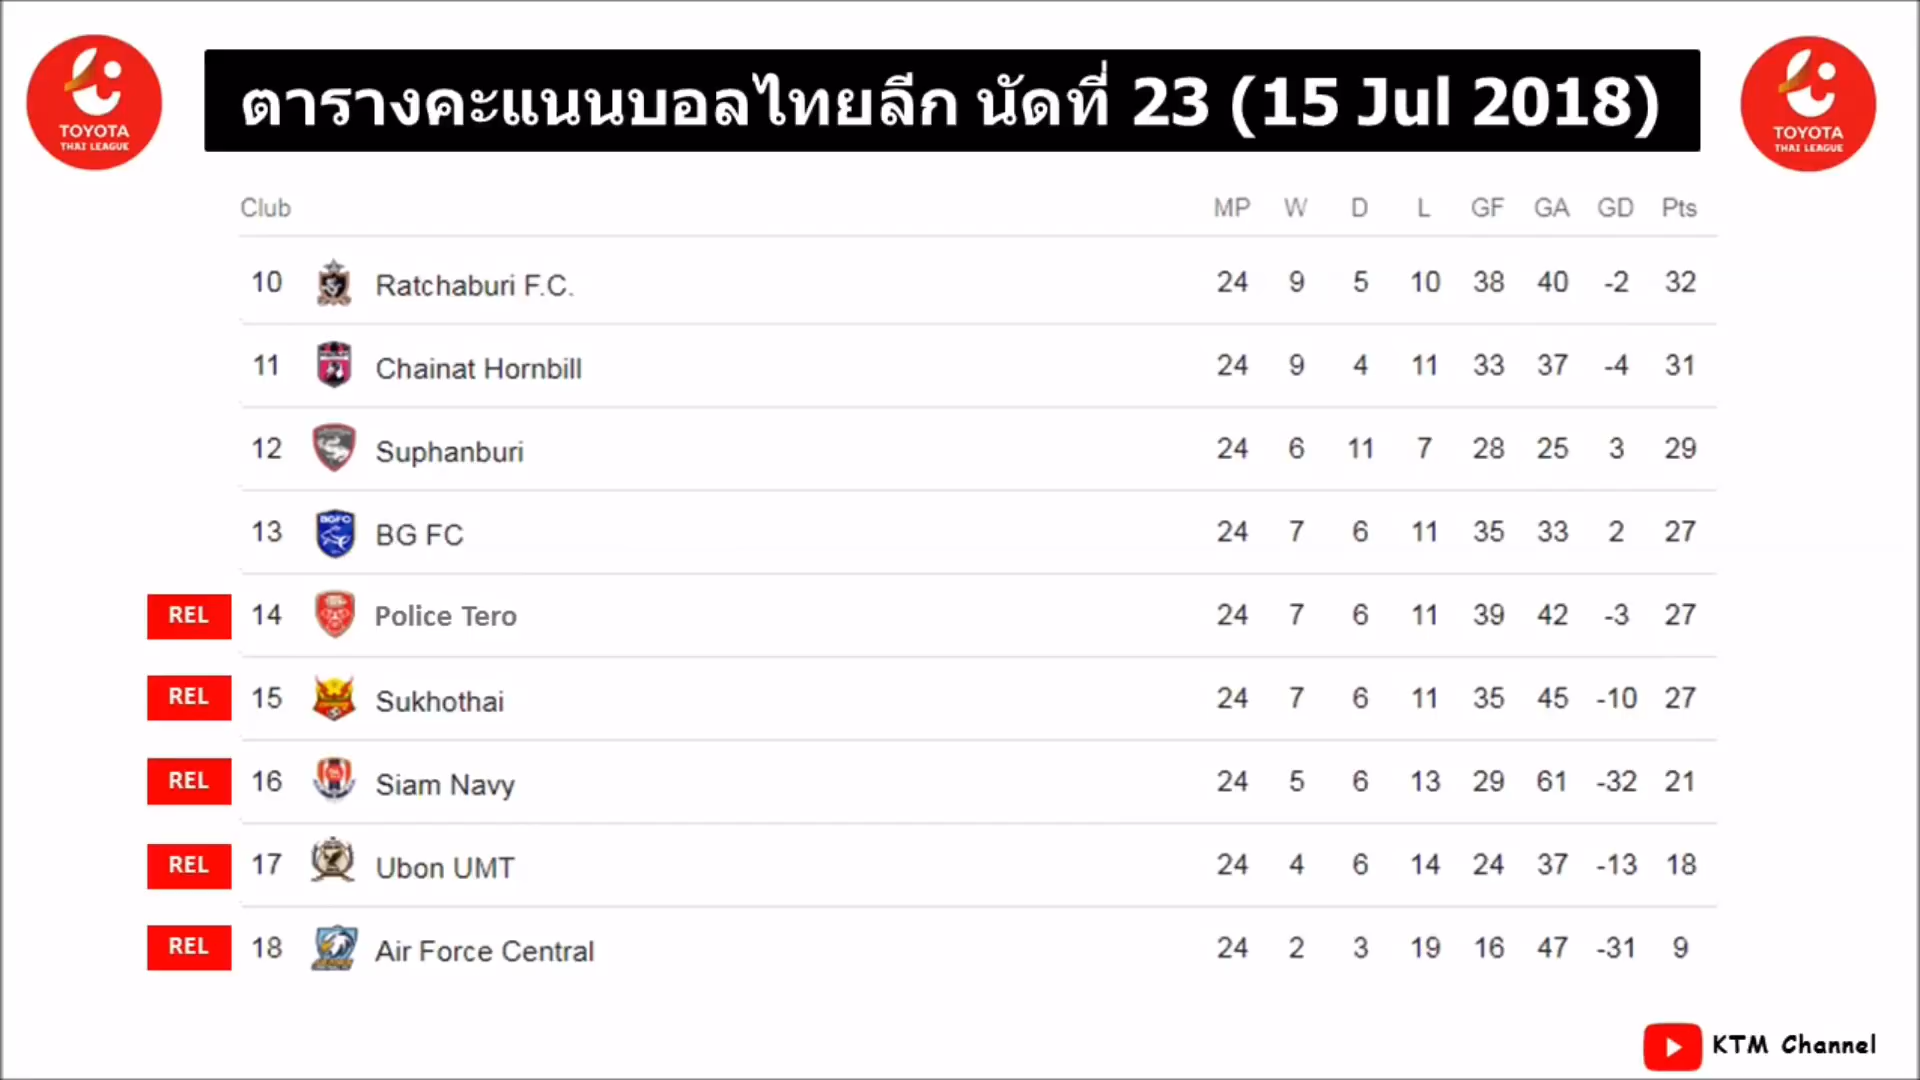 TOYOTA
THAI LEAGUE
ตารางคะแนนบอลไทยลีก นัดที่ 23 (15 Jul 2018)
TOYOTA
THAI LEAGUE
Club MP W D L GF GA GD Pts
10 Ratchaburi F.C. 24 9 5 10 38 40 -2 32
11 Chainat Hornbill 24 9 4 11 33 37 -4 31
12 Suphanburi 24 6 11 7 28 25 3 29
13 BGFC BG FC 24 7 6 11 35 33 2 27
REL 14 Police Tero 24 7 6 11 39 42 -3 27
REL 15 Sukhothai 24 7 6 11 35 45 -10 27
REL 16 Siam Navy 24 5 6 13 29 61 -32 21
REL 17 Ubon UMT 24 4 6 14 24 37 -13 18
REL 18 Air Force Central 24 2 3 19 16 47 -31 9
KTM Channel